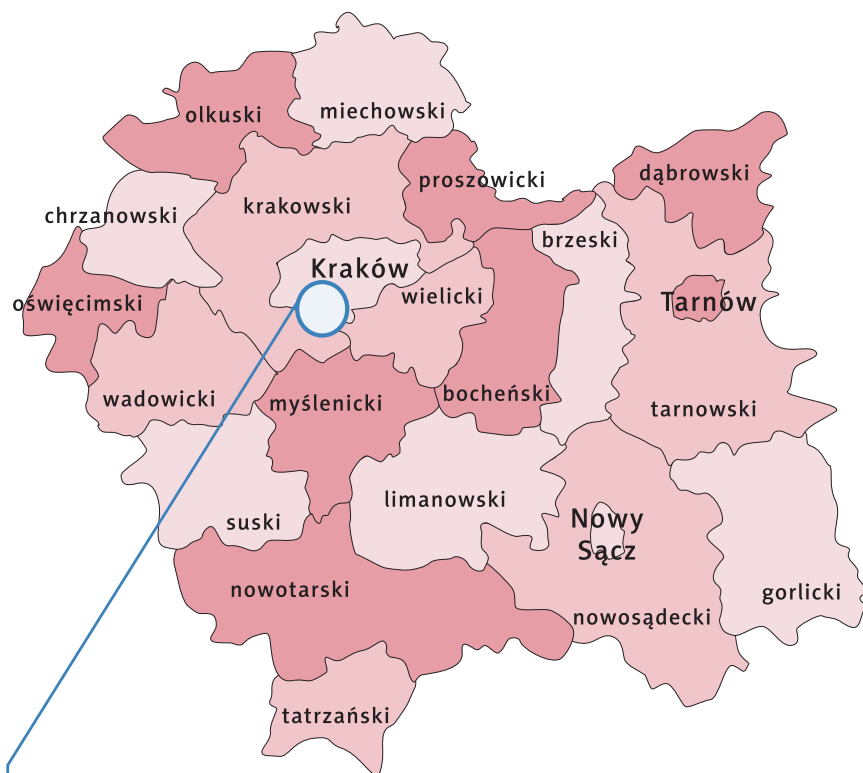 olkuski
miechowski
proszowicki
dąbrowski
chrzanowski
krakowski
brzeski
Kraków
wielicki
oświęcimski
Tarnów
wadowicki
myślenicki
bocheński
tarnowski
suski
limanowski
Nowy
Sącz
nowotarski
nowosądecki
gorlicki
tatrzański